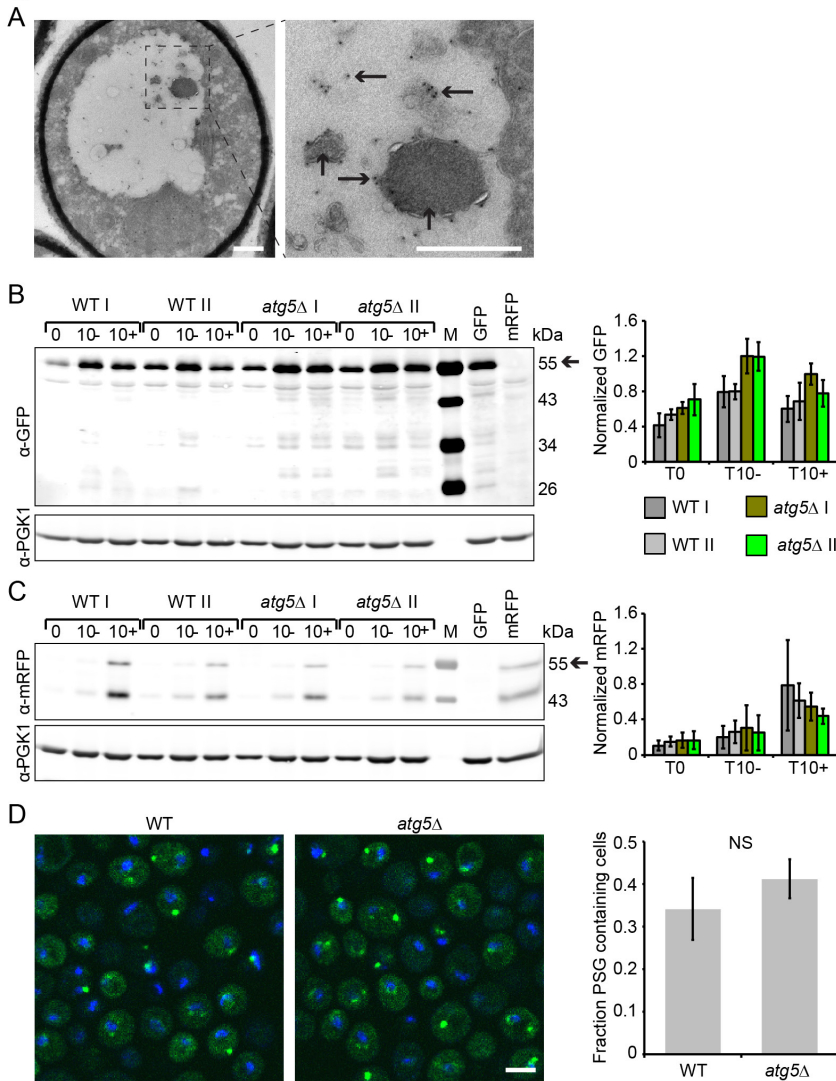 A
B
WT I
WT II
atg5Δ I
atg5Δ II
0 10- 10+ 0 10- 10+ 0 10- 10+ 0 10- 10+ M GFP mRFP kDa
α-GFP
55
43
34
26
α-PGK1
Normalized GFP
1.6
1.2
0.8
0.4
0
T0 T10- T10+
WT I
atg5Δ I
WT II
atg5Δ II
C
WT I
WT II
atg5Δ I
atg5Δ II
0 10- 10+ 0 10- 10+ 0 10- 10+ 0 10- 10+ M GFP mRFP kDa
α-mRFP
55
43
α-PGK1
Normalized mRFP
1.6
1.2
0.8
0.4
0
T0 T10- T10+
D
WT
atg5Δ
Fraction PSG containing cells
NS
0.5
0.4
0.3
0.2
0.1
0
WT atg5Δ